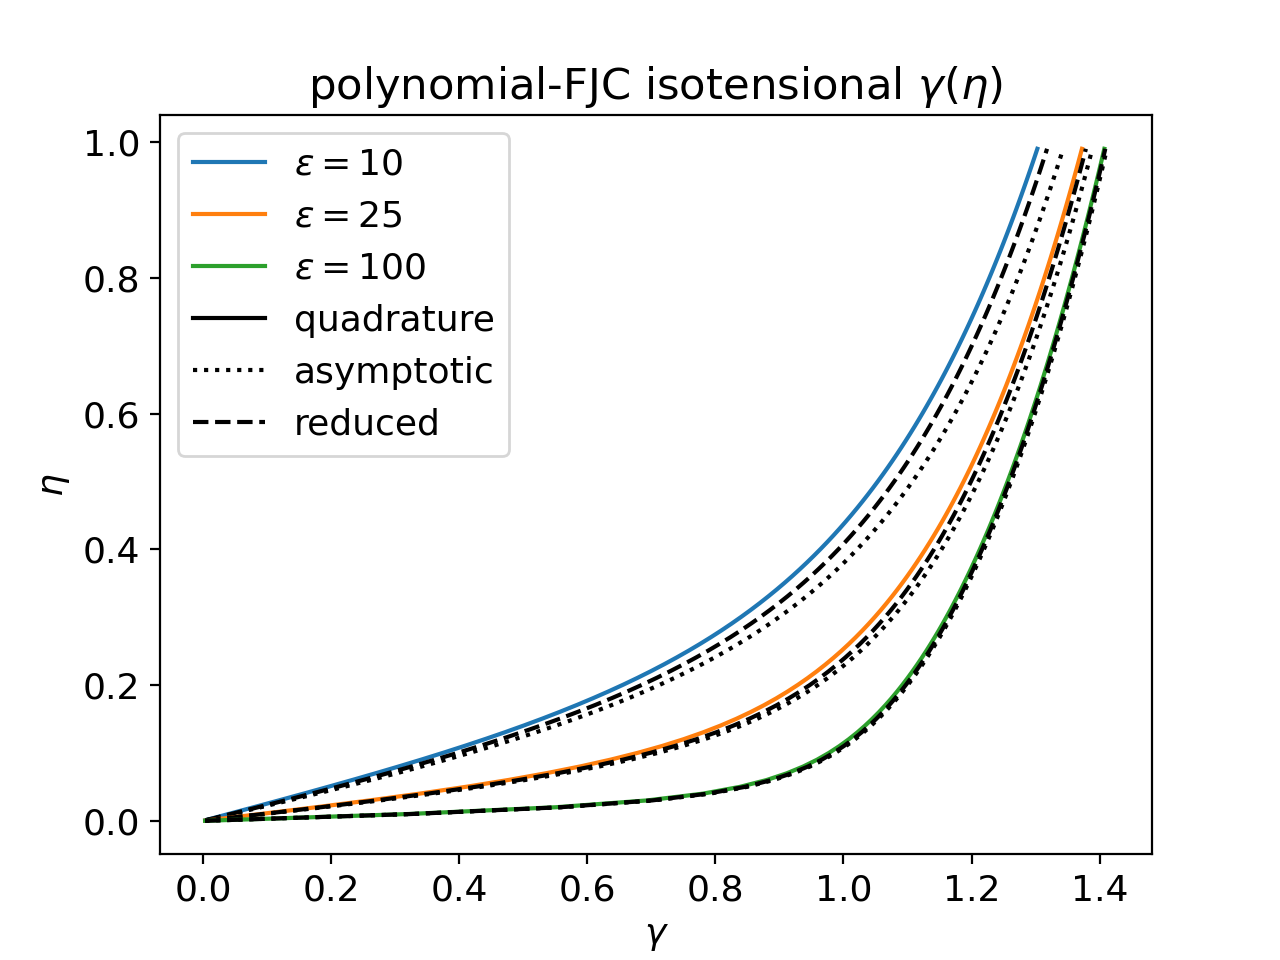 polynomial-FJC isotensional γ(η)
ε = 10
ε = 25
ε = 100
quadrature
asymptotic
reduced
η
1.0
0.8
0.6
0.4
0.2
0.0
0.0 0.2 0.4 0.6 0.8 1.0 1.2 1.4
γ